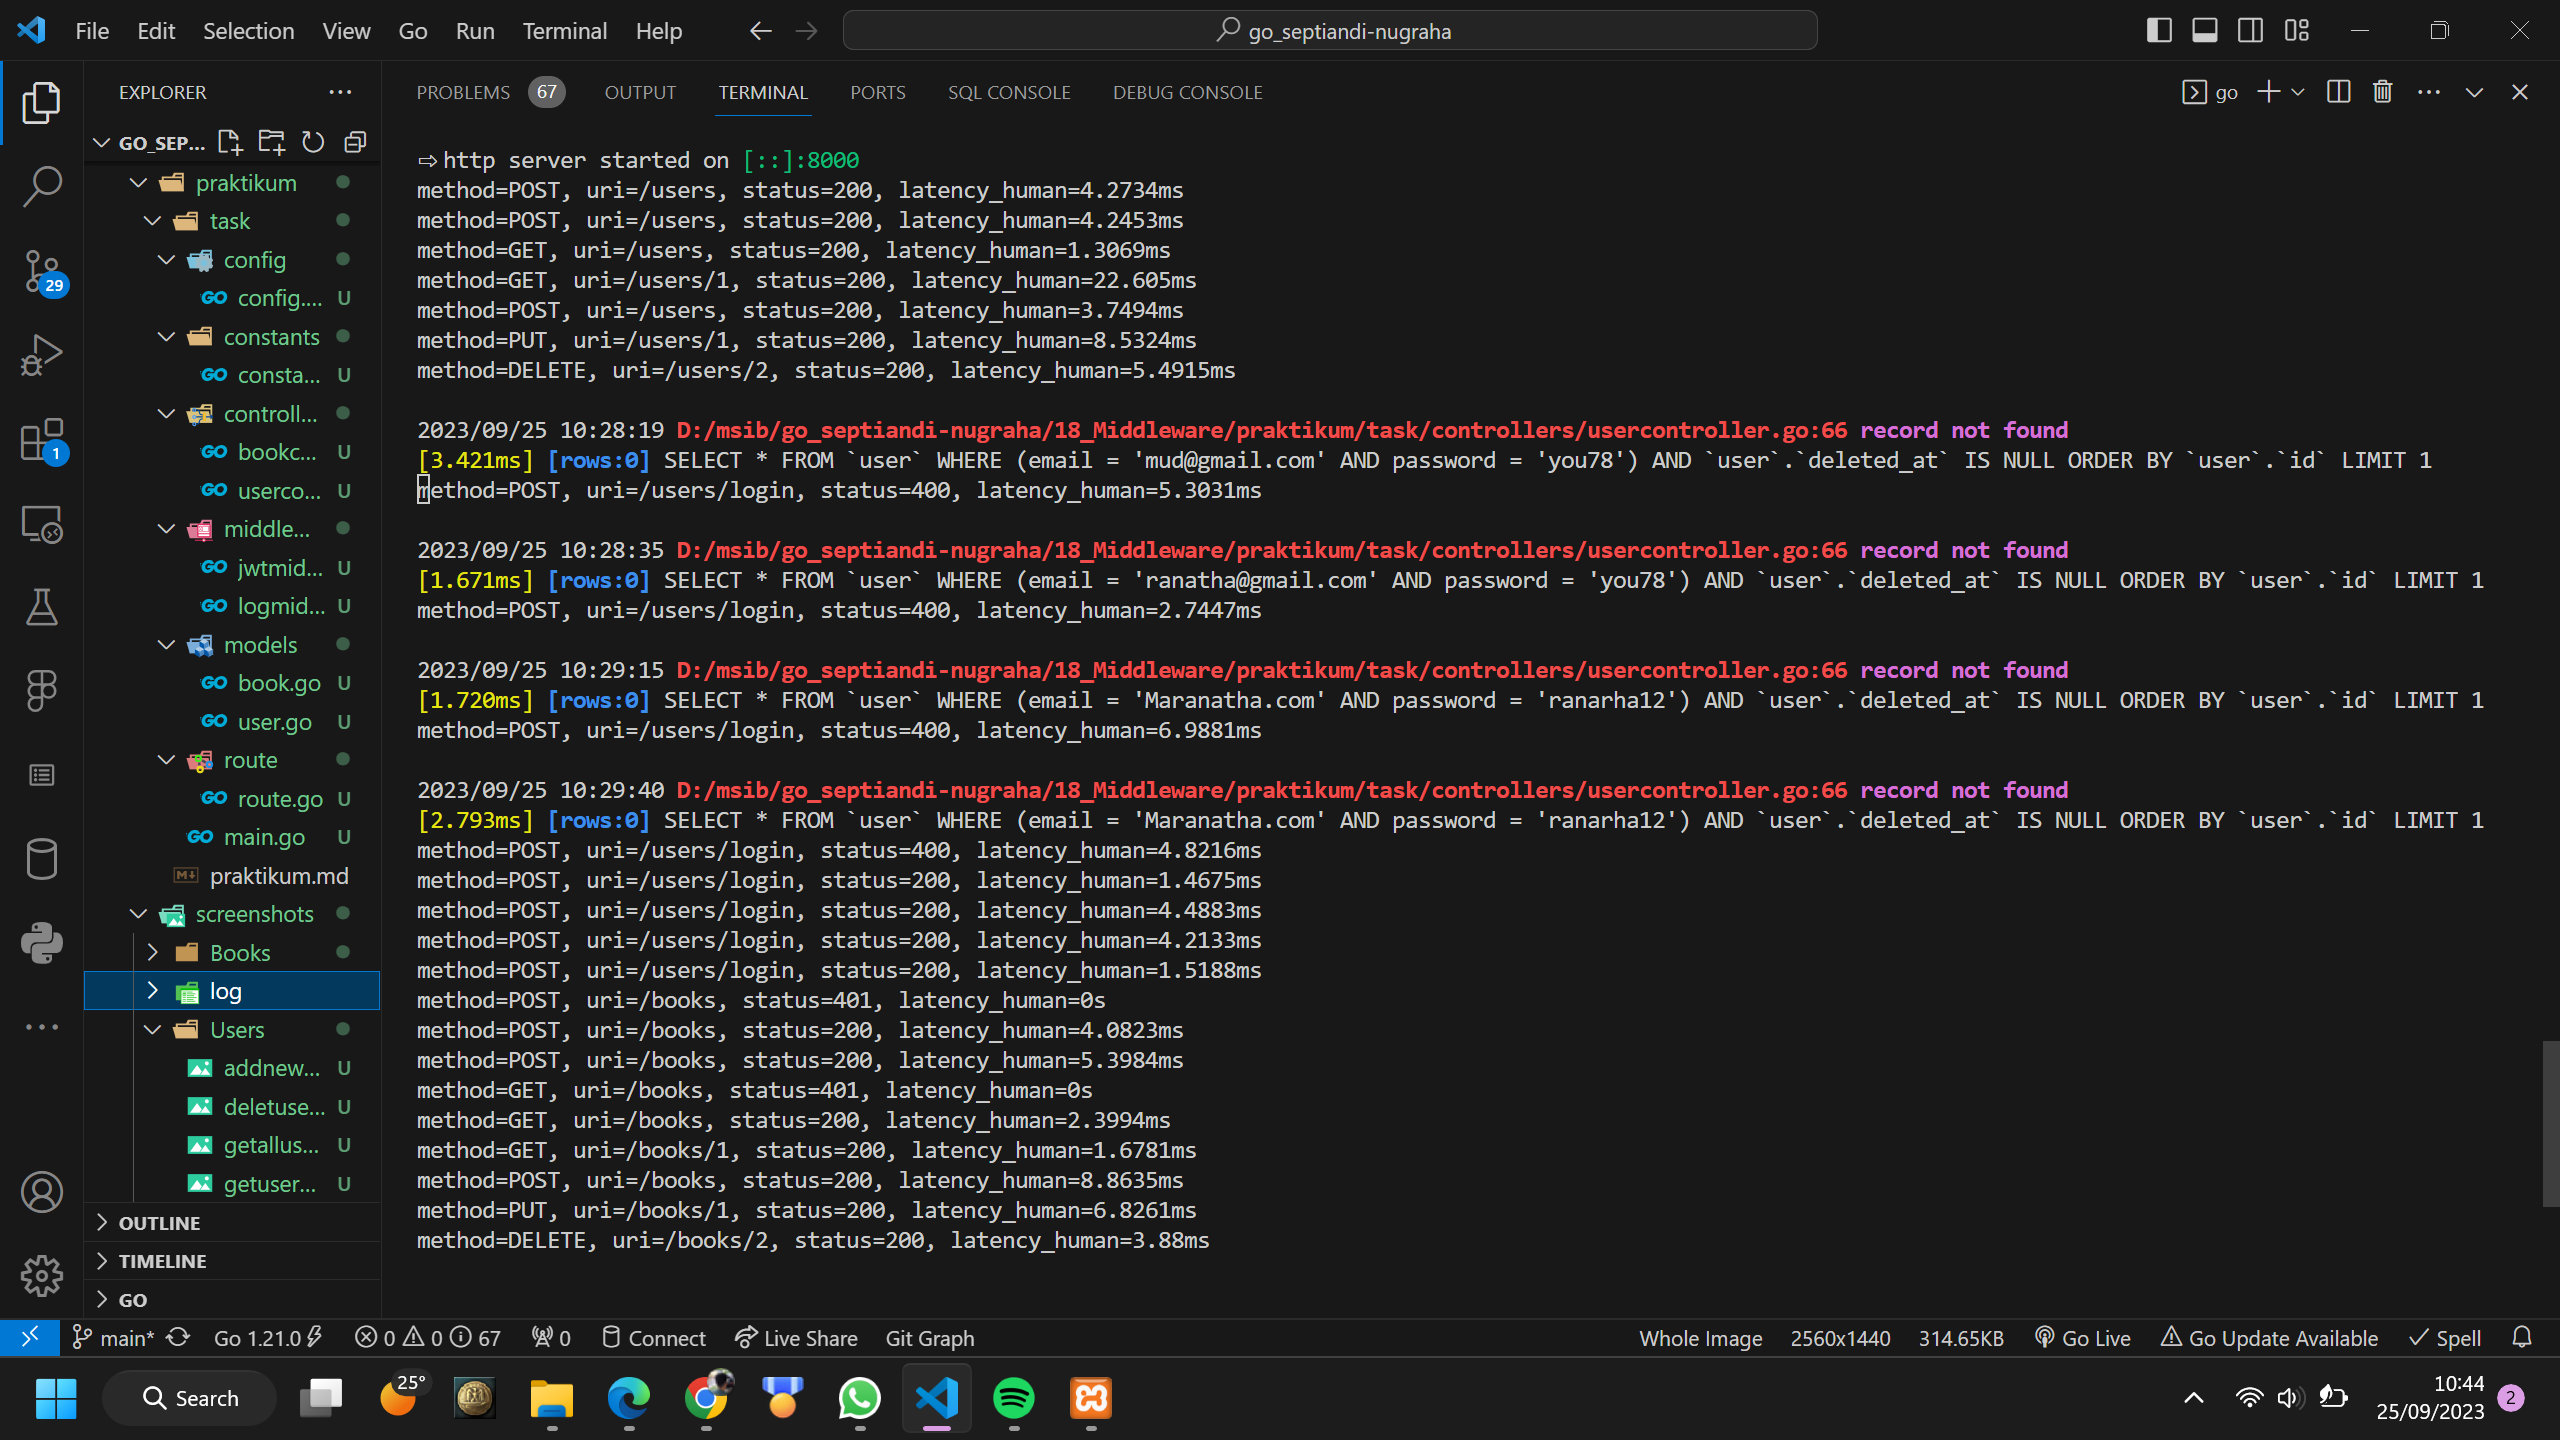 File Edit Selection View Go Run Terminal Help
go_septiandi-nugraha
EXPLORER
GO_SEP...
praktikum
task
config
config.... U
constants
consta... U
controll...
bookc... U
userco... U
middle...
jwtmid... U
logmid... U
models
book.go U
user.go U
route
route.go U
main.go U
praktikum.md
screenshots
Books
log
Users
addnew... U
deletuse... U
getallus... U
getuser... U
OUTLINE
TIMELINE
GO
29
1
PROBLEMS 67 OUTPUT TERMINAL PORTS SQL CONSOLE DEBUG CONSOLE
go
⇨ http server started on [::]:8000
method=POST, uri=/users, status=200, latency_human=4.2734ms
method=POST, uri=/users, status=200, latency_human=4.2453ms
method=GET, uri=/users, status=200, latency_human=1.3069ms
method=GET, uri=/users/1, status=200, latency_human=22.605ms
method=POST, uri=/users, status=200, latency_human=3.7494ms
method=PUT, uri=/users/1, status=200, latency_human=8.5324ms
method=DELETE, uri=/users/2, status=200, latency_human=5.4915ms
2023/09/25 10:28:19 D:/msib/go_septiandi-nugraha/18_Middleware/praktikum/task/controllers/usercontroller.go:66 record not found
[3.421ms] [rows:0] SELECT * FROM `user` WHERE (email = 'mud@gmail.com' AND password = 'you78') AND `user`.`deleted_at` IS NULL ORDER BY `user`.`id` LIMIT 1
method=POST, uri=/users/login, status=400, latency_human=5.3031ms
2023/09/25 10:28:35 D:/msib/go_septiandi-nugraha/18_Middleware/praktikum/task/controllers/usercontroller.go:66 record not found
[1.671ms] [rows:0] SELECT * FROM `user` WHERE (email = 'ranatha@gmail.com' AND password = 'you78') AND `user`.`deleted_at` IS NULL ORDER BY `user`.`id` LIMIT 1
method=POST, uri=/users/login, status=400, latency_human=2.7447ms
2023/09/25 10:29:15 D:/msib/go_septiandi-nugraha/18_Middleware/praktikum/task/controllers/usercontroller.go:66 record not found
[1.720ms] [rows:0] SELECT * FROM `user` WHERE (email = 'Maranatha.com' AND password = 'ranarha12') AND `user`.`deleted_at` IS NULL ORDER BY `user`.`id` LIMIT 1
method=POST, uri=/users/login, status=400, latency_human=6.9881ms
2023/09/25 10:29:40 D:/msib/go_septiandi-nugraha/18_Middleware/praktikum/task/controllers/usercontroller.go:66 record not found
[2.793ms] [rows:0] SELECT * FROM `user` WHERE (email = 'Maranatha.com' AND password = 'ranarha12') AND `user`.`deleted_at` IS NULL ORDER BY `user`.`id` LIMIT 1
method=POST, uri=/users/login, status=400, latency_human=4.8216ms
method=POST, uri=/users/login, status=200, latency_human=1.4675ms
method=POST, uri=/users/login, status=200, latency_human=4.4883ms
method=POST, uri=/users/login, status=200, latency_human=4.2133ms
method=POST, uri=/users/login, status=200, latency_human=1.5188ms
method=POST, uri=/books, status=401, latency_human=0s
method=POST, uri=/books, status=200, latency_human=4.0823ms
method=POST, uri=/books, status=200, latency_human=5.3984ms
method=GET, uri=/books, status=401, latency_human=0s
method=GET, uri=/books, status=200, latency_human=2.3994ms
method=GET, uri=/books/1, status=200, latency_human=1.6781ms
method=POST, uri=/books, status=200, latency_human=8.8635ms
method=PUT, uri=/books/1, status=200, latency_human=6.8261ms
method=DELETE, uri=/books/2, status=200, latency_human=3.88ms
main* Go 1.21.0 0 0 67 0 Connect Live Share Git Graph Whole Image 2560x1440 314.65KB Go Live Go Update Available Spell
Search
25°
10:44
25/09/2023
2